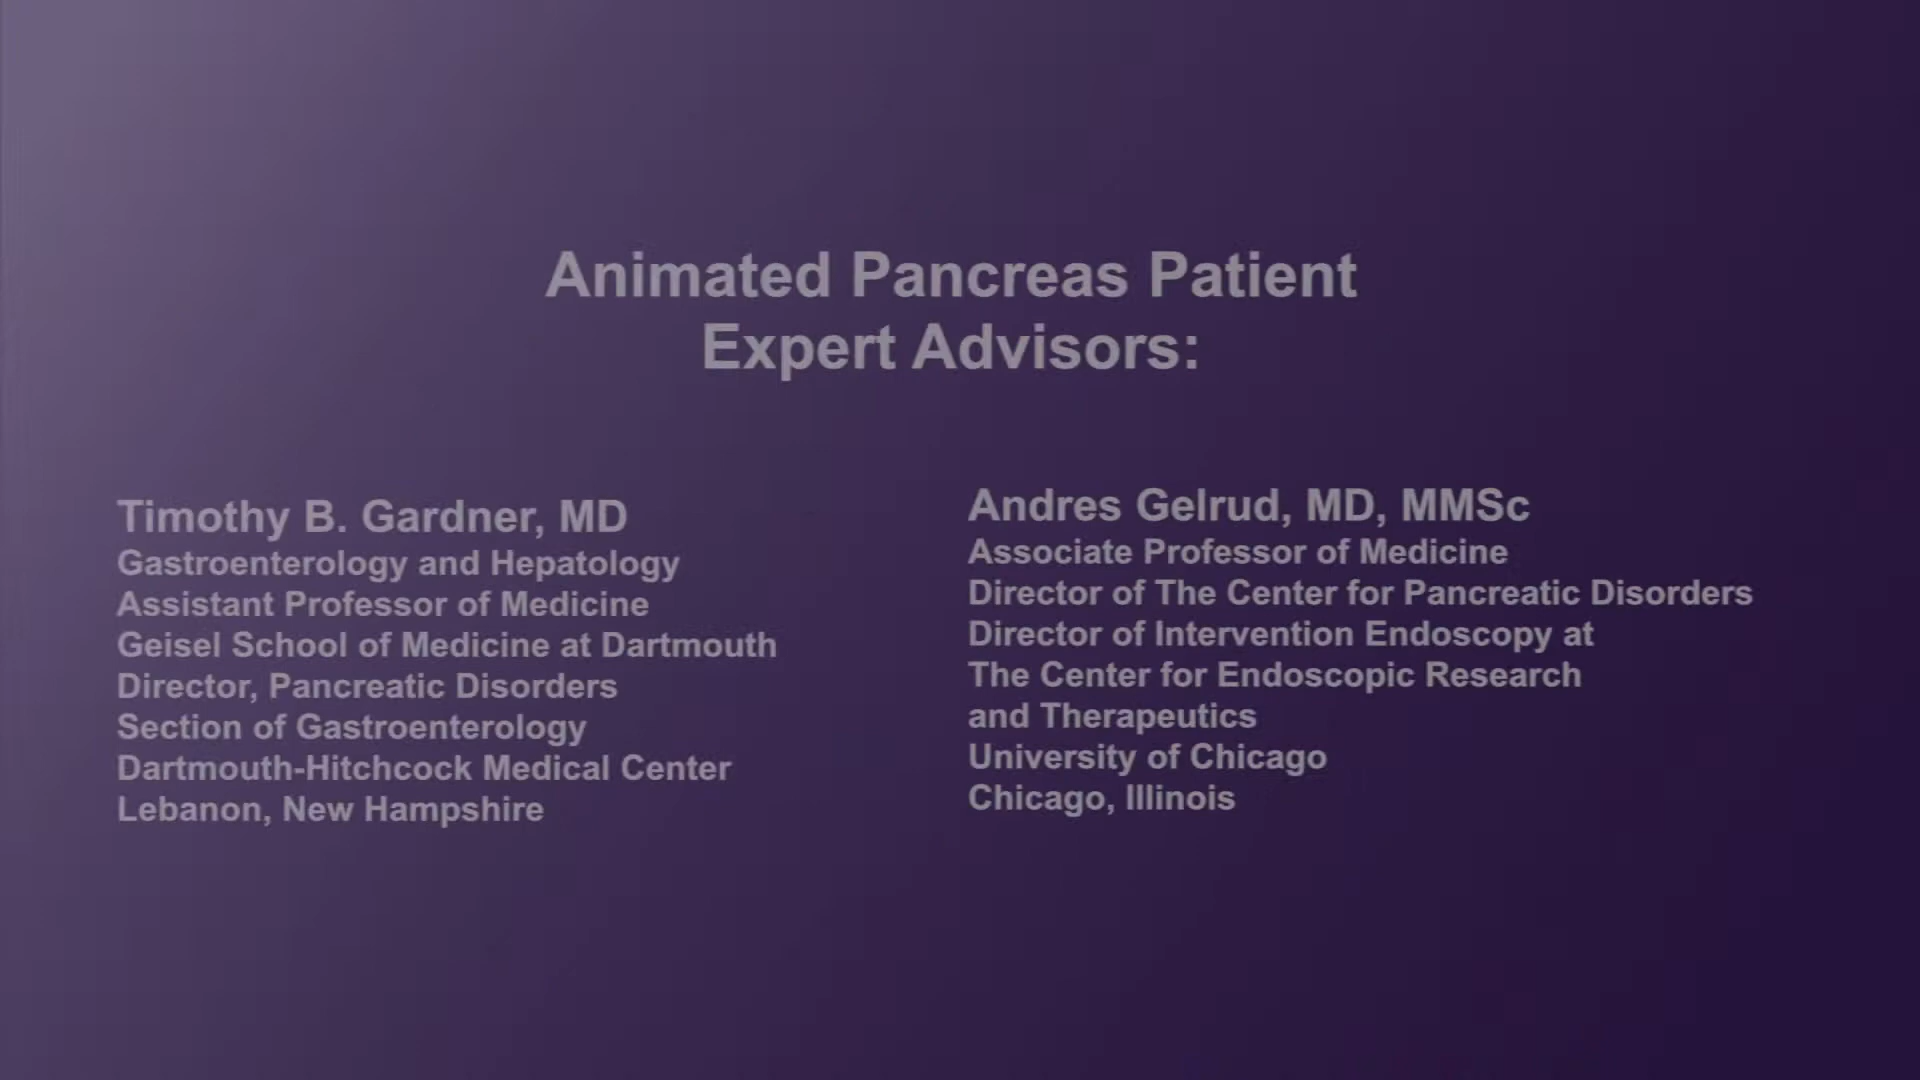 Animated Pancreas Patient
Expert Advisors:
Timothy B. Gardner, MD
Gastroenterology and Hepatology
Assistant Professor of Medicine
Geisel School of Medicine at Dartmouth
Director, Pancreatic Disorders
Section of Gastroenterology
Dartmouth-Hitchcock Medical Center
Lebanon, New Hampshire
Andres Gelrud, MD, MMSc
Associate Professor of Medicine
Director of The Center for Pancreatic Disorders
Director of Intervention Endoscopy at
The Center for Endoscopic Research
and Therapeutics
University of Chicago
Chicago, Illinois